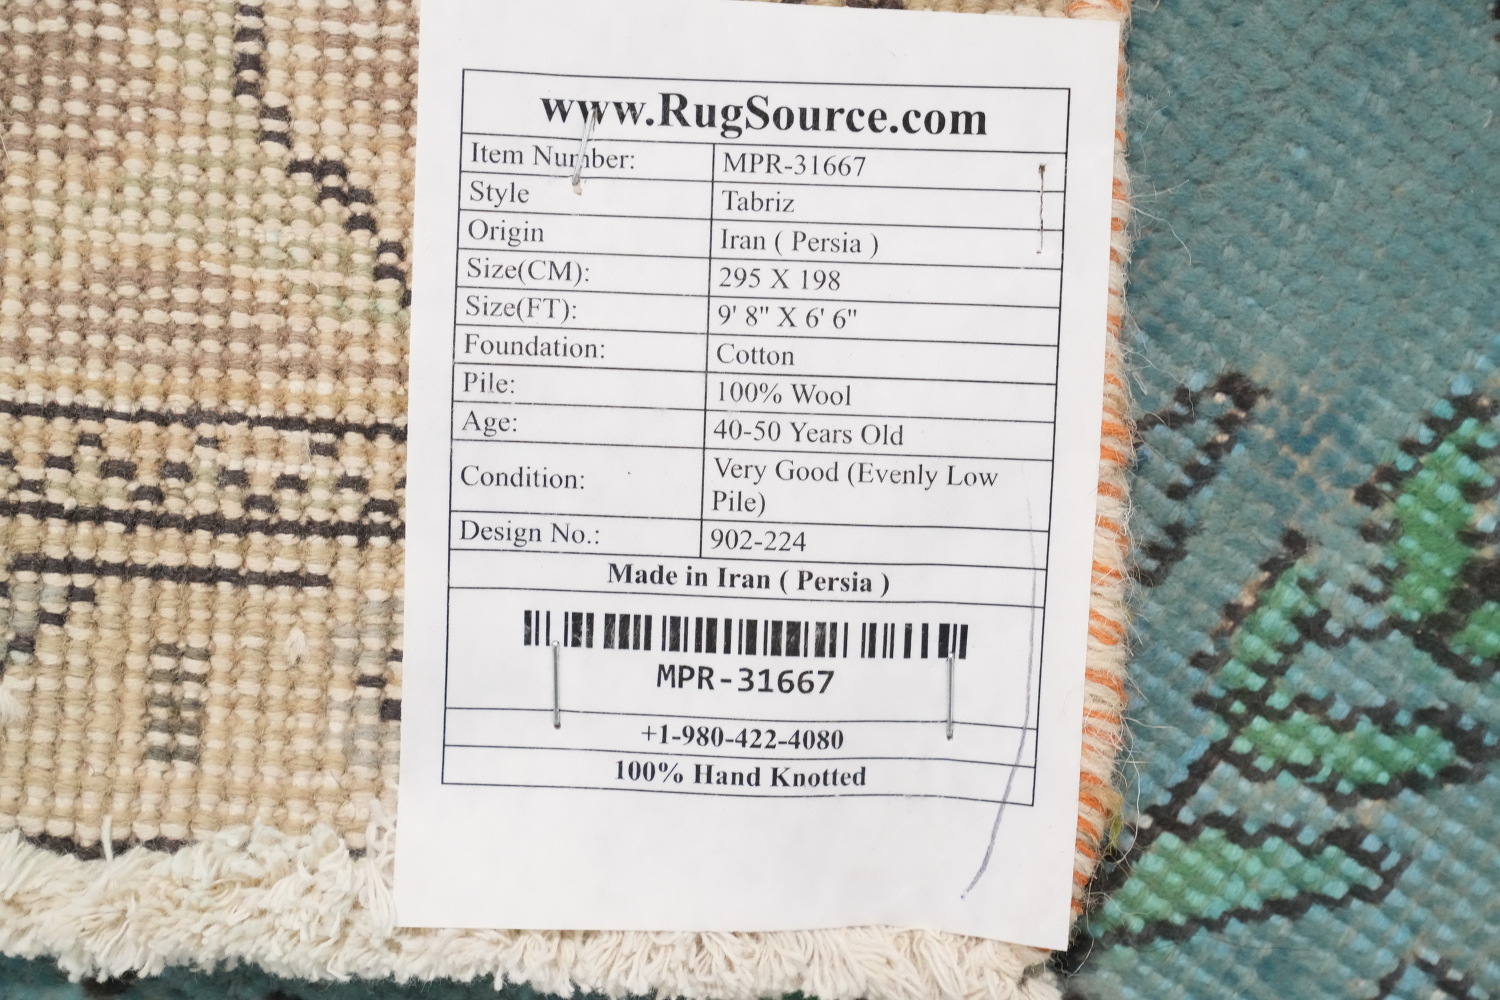 www.RugSource.com
Item Number: MPR-31667
Style Tabriz
Origin Iran ( Persia )
Size(CM): 295 X 198
Size(FT): 9' 8" X 6' 6"
Foundation: Cotton
Pile: 100% Wool
Age: 40-50 Years Old
Condition: Very Good (Evenly Low
Pile)
Design No.: 902-224
Made in Iran ( Persia )
MPR-31667
+1-980-422-4080
100% Hand Knotted